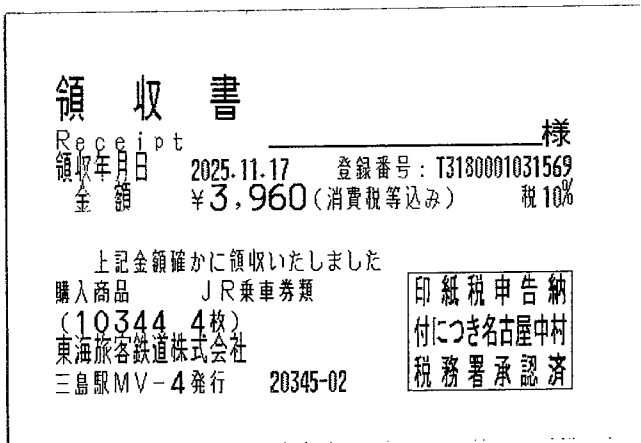 領収書
Receipt 様
領収年月日 2025.11.17 登録番号：T3180001031569
金額 ¥3,960(消費税等込み) 税10%
上記金額確かに領収いたしました
購入商品 JR乗車券類
(10344 4枚)
東海旅客鉄道株式会社
三島駅MV-4発行 20345-02
印紙税申告納
付につき名古屋中村
税務署承認済